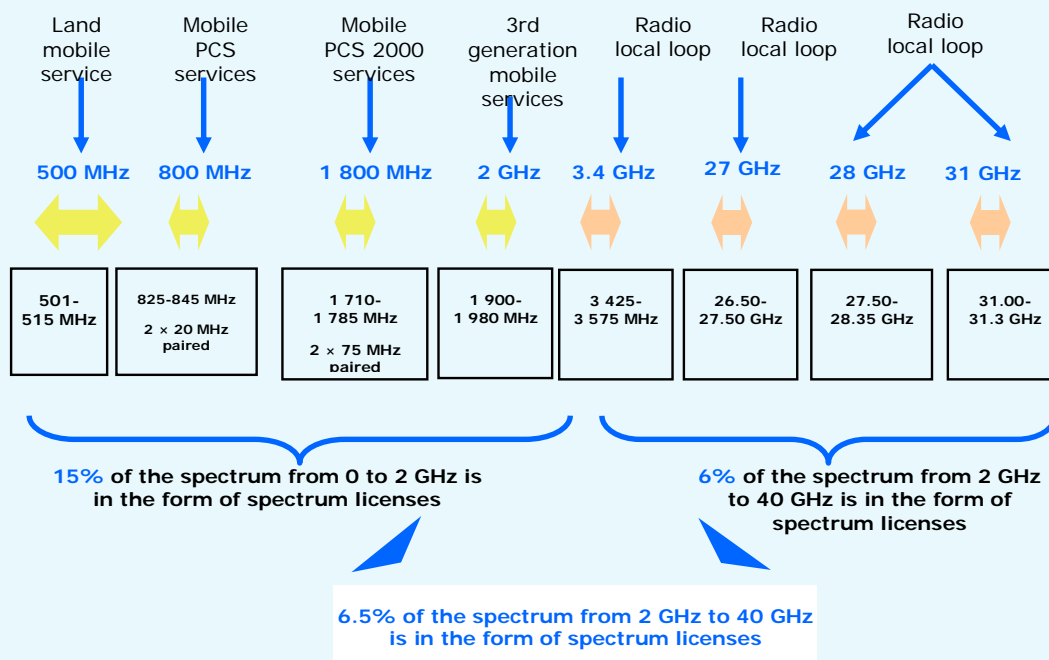 Land
mobile
service
Mobile
PCS
services
Mobile
PCS 2000
services
3rd
generation
mobile
services
Radio
local loop
Radio
local loop
Radio
local loop
500 MHz
800 MHz
1 800 MHz
2 GHz
3.4 GHz
27 GHz
28 GHz
31 GHz
501-
515 MHz
825-845 MHz
2 × 20 MHz
paired
1 710-
1 785 MHz
2 × 75 MHz
paired
1 900-
1 980 MHz
3 425-
3 575 MHz
26.50-
27.50 GHz
27.50-
28.35 GHz
31.00-
31.3 GHz
15% of the spectrum from 0 to 2 GHz is
in the form of spectrum licenses
6% of the spectrum from 2 GHz
to 40 GHz is in the form of
spectrum licenses
6.5% of the spectrum from 2 GHz to 40 GHz
is in the form of spectrum licenses